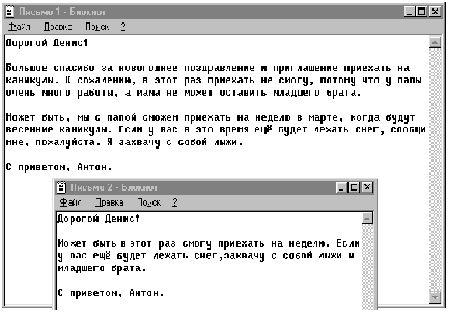 Письмо 1 - Блокнот
Файл Правка Поиск ?
Дорогой Денис!
Большое спасибо за новогоднее поздравление и приглашение приехать на
каникулы. К сожалению, в этот раз приехать не смогу, потому что у папы
очень много работы, а мама не может оставить младшего брата.
Может быть, мы с папой сможем приехать на неделю в марте, когда будут
весенние каникулы. Если у вас в это время ещё будет лежать снег, сообщи
мне, пожалуйста. Я захвачу с собой лыжи.
С приветом, Антон.
Письмо 2 - Блокнот
Файл Правка Поиск ?
Дорогой Денис!
Может быть в этот раз смогу приехать на неделю. Если
у вас ещё будет лежать снег,захвачу с собой лыжи и
младшего брата.
С приветом, Антон.